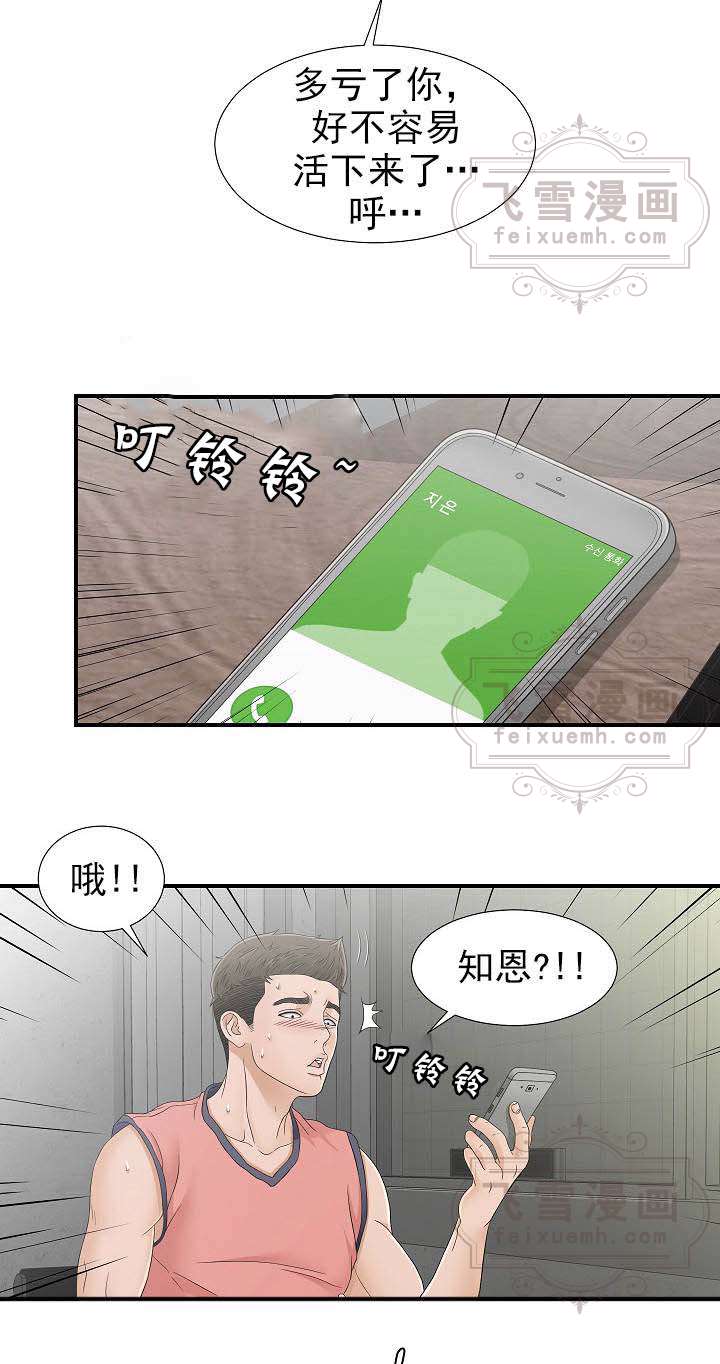 多亏了你，
好不容易
活下来了…
呼…
飞雪漫画
feixuemh.com
叮铃铃~
지은
수신 통화
飞雪漫画
feixuemh.com
哦!!
知恩?!!
叮铃铃
飞雪漫画
feixuemh.com